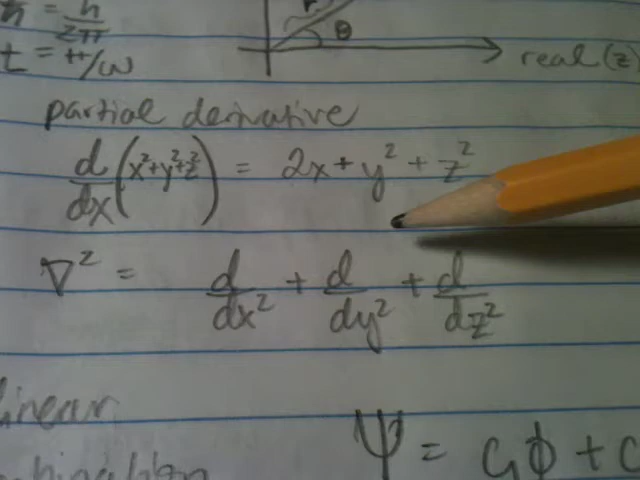 ħ = h/2π
t = #/ω
r θ
real(z)
partial derivative
d/dx (x²+y²+z²) = 2x + y² + z²
∇² = d/dx² + d/dy² + d/dz²
linear
Ψ = C₁ϕ + C